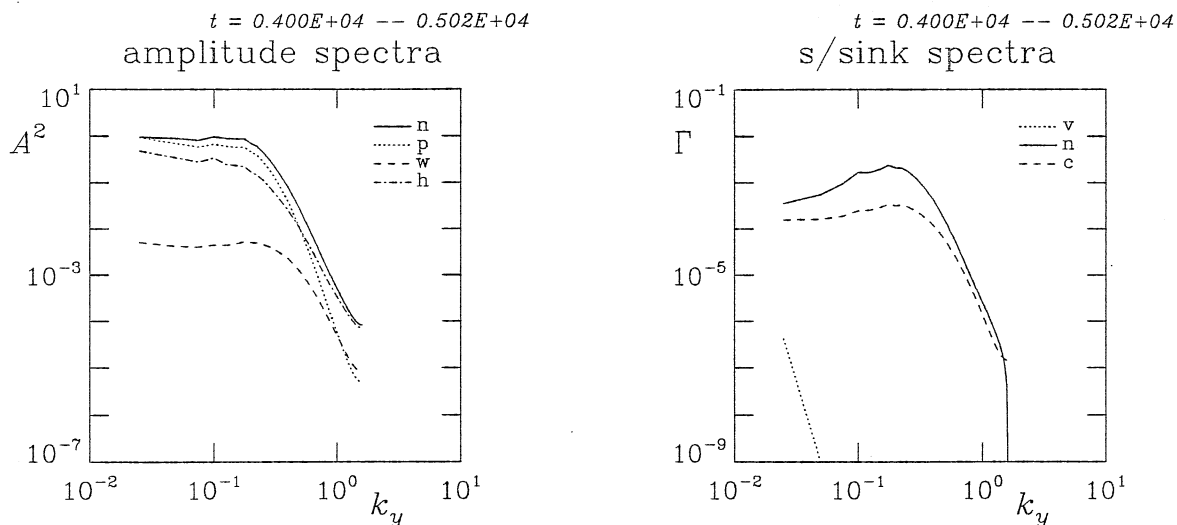 t = 0.400E+04 -- 0.502E+04
amplitude spectra
10^1
A^2
10^-3
10^-7
n
p
w
h
10^-2
10^-1
10^0
10^1
k_y
t = 0.400E+04 -- 0.502E+04
s/sink spectra
10^-1
Γ
10^-5
10^-9
v
n
c
10^-2
10^-1
10^0
10^1
k_y